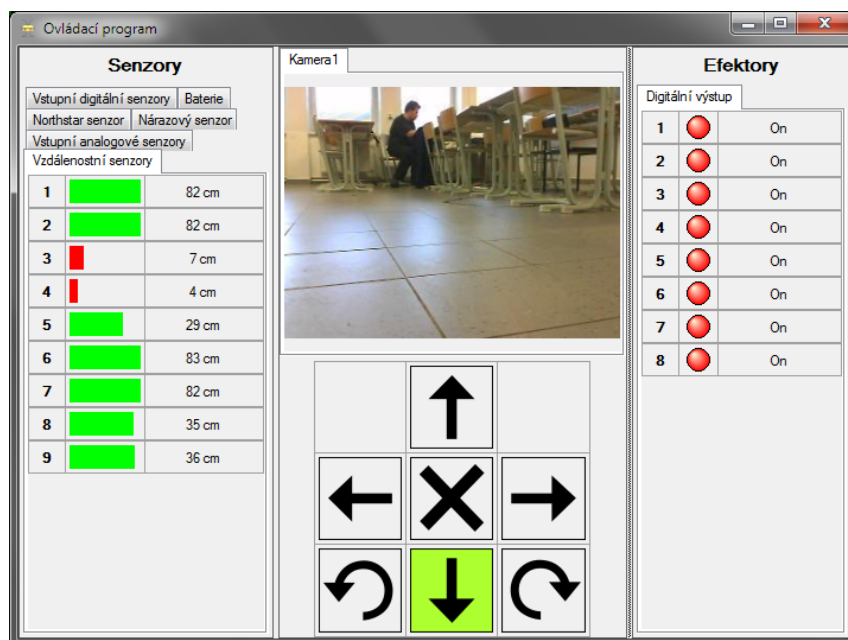 Ovládací program
Senzory
Vstupní digitální senzory Baterie
Northstar senzor Nárazový senzor
Vstupní analogové senzory
Vzdálenostní senzory
1 82 cm
2 82 cm
3 7 cm
4 4 cm
5 29 cm
6 83 cm
7 82 cm
8 35 cm
9 36 cm
Kamera1
Efektory
Digitální výstup
1 On
2 On
3 On
4 On
5 On
6 On
7 On
8 On